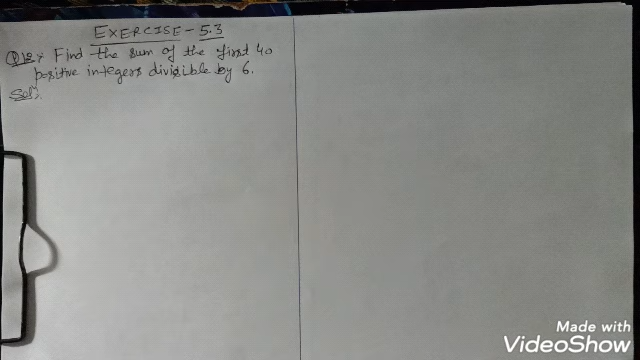 EXERCISE - 5.3
Q12: Find the sum of the first 40
positive integers divisible by 6.
Sol:
Made with
VideoShow